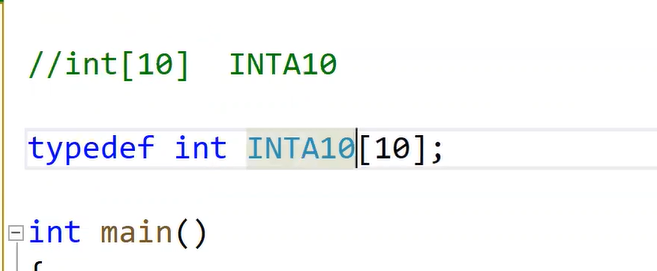 //int[10]  INTA10
typedef int INTA10[10];
int main()
{